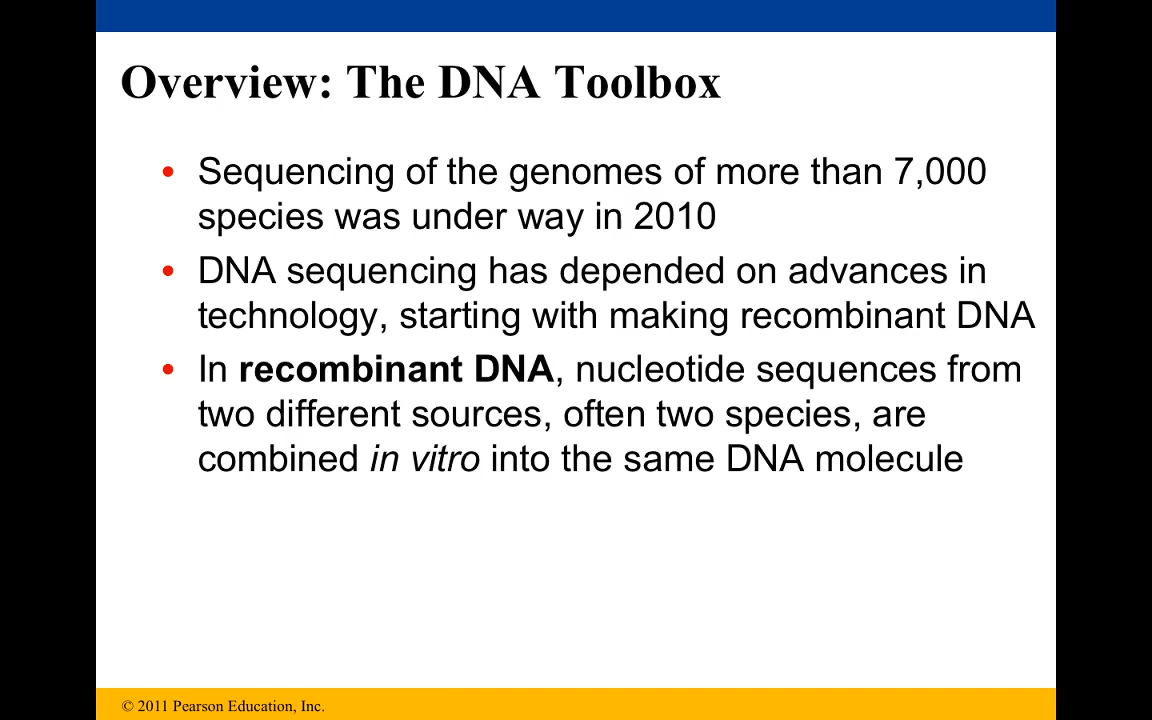 Overview: The DNA Toolbox
• Sequencing of the genomes of more than 7,000
species was under way in 2010
• DNA sequencing has depended on advances in
technology, starting with making recombinant DNA
• In recombinant DNA, nucleotide sequences from
two different sources, often two species, are
combined in vitro into the same DNA molecule
© 2011 Pearson Education, Inc.